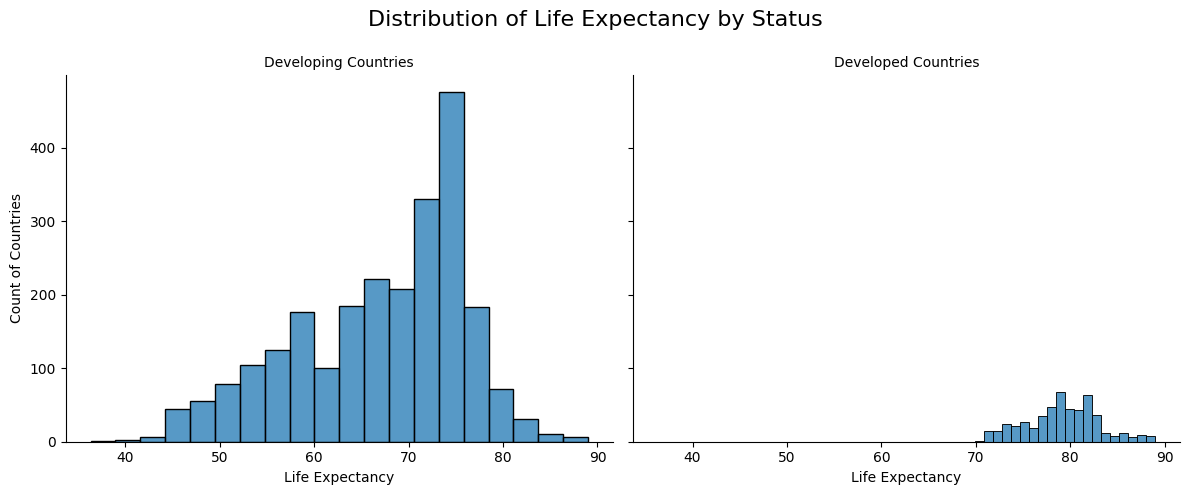 Distribution of Life Expectancy by Status
Developing Countries
Developed Countries
Count of Countries
400
300
200
100
0
40 50 60 70 80 90
Life Expectancy
40 50 60 70 80 90
Life Expectancy